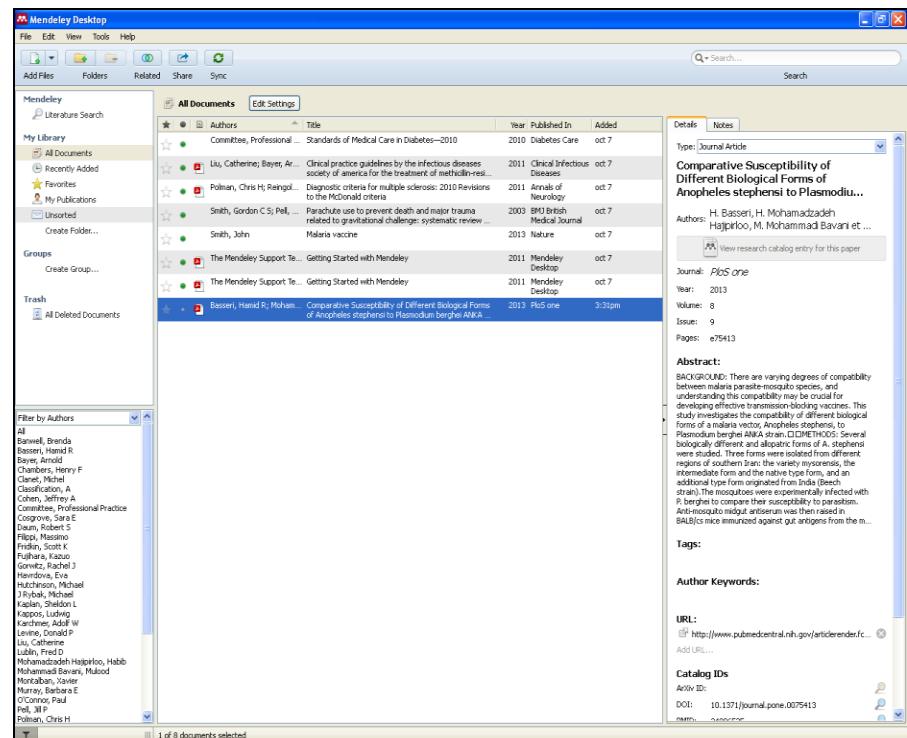 Mendeley Desktop
File Edit View Tools Help
Add Files Folders Related Share Sync
Search...
Search
Mendeley
Literature Search
My Library
All Documents
Recently Added
Favorites
My Publications
Unsorted
Create Folder...
Groups
Create Group...
Trash
All Deleted Documents
Filter by Authors
All
Banwell, Brenda
Basseri, Hamid R
Bayer, Arnold
Chambers, Henry F
Clanet, Michel
Classification, A
Cohen, Jeffrey A
Committee, Professional Practice
Cosgrove, Sara E
Daum, Robert S
Filippi, Massimo
Fridkin, Scott K
Fujihara, Kazuo
Gorwitz, Rachel J
Havrdova, Eva
Hutchinson, Michael
J Rybak, Michael
Kaplan, Sheldon L
Kappos, Ludwig
Karchmer, Adolf W
Levine, Donald P
Liu, Catherine
Lublin, Fred D
Mohamadzadeh Hajipirloo, Habib
Mohammadi Bavani, Mulood
Montalban, Xavier
Murray, Barbara E
O'Connor, Paul
Pell, Jill P
Polman, Chris H
All Documents Edit Settings
Authors Title Year Published In Added
Committee, Professional ... Standards of Medical Care in Diabetes—2010 2010 Diabetes Care oct 7
Liu, Catherine; Bayer, Ar... Clinical practice guidelines by the infectious diseases 2011 Clinical Infectious oct 7
society of america for the treatment of methicillin-resi... Diseases
Polman, Chris H; Reingol... Diagnostic criteria for multiple sclerosis: 2010 Revisions 2011 Annals of oct 7
to the McDonald criteria Neurology
Smith, Gordon C S; Pell, ... Parachute use to prevent death and major trauma 2003 BMJ British oct 7
related to gravitational challenge: systematic review ... Medical Journal
Smith, John Malaria vaccine 2013 Nature oct 7
The Mendeley Support Te... Getting Started with Mendeley 2011 Mendeley oct 7
Desktop
The Mendeley Support Te... Getting Started with Mendeley 2011 Mendeley oct 7
Desktop
Basseri, Hamid R; Moham... Comparative Susceptibility of Different Biological Forms 2013 PloS one 3:31pm
of Anopheles stephensi to Plasmodium berghei ANKA ...
Details Notes
Type: Journal Article
Comparative Susceptibility of
Different Biological Forms of
Anopheles stephensi to Plasmodiu...
Authors: H. Basseri, H. Mohamadzadeh
Hajipirloo, M. Mohammadi Bavani et ...
View research catalog entry for this paper
Journal: PloS one
Year: 2013
Volume: 8
Issue: 9
Pages: e75413
Abstract:
BACKGROUND: There are varying degrees of compatibility
between malaria parasite-mosquito species, and
understanding this compatibility may be crucial for
developing effective transmission-blocking vaccines. This
study investigates the compatibility of different biological
forms of a malaria vector, Anopheles stephensi, to
Plasmodium berghei ANKA strain.□□METHODS: Several
biologically different and allopatric forms of A. stephensi
were studied. Three forms were isolated from different
regions of southern Iran: the variety mysorensis, the
intermediate form and the native type form, and an
additional type form originated from India (Beech
strain).The mosquitoes were experimentally infected with
P. berghei to compare their susceptibility to parasitism.
Anti-mosquito midgut antiserum was then raised in
BALB/cs mice immunized against gut antigens from the m...
Tags:
Author Keywords:
URL:
http://www.pubmedcentral.nih.gov/articlerender.fc...
Add URL...
Catalog IDs
ArXiv ID:
DOI: 10.1371/journal.pone.0075413
1 of 8 documents selected